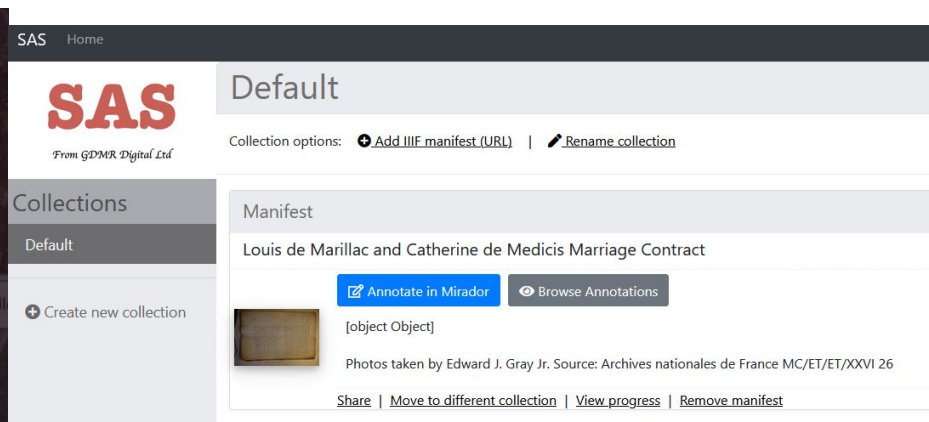 SAS Home
SAS
From GDMR Digital Ltd
Collections
Default
Create new collection
Default
Collection options: Add IIIF manifest (URL) | Rename collection
Manifest
Louis de Marillac and Catherine de Medicis Marriage Contract
Annotate in Mirador Browse Annotations
[object Object]
Photos taken by Edward J. Gray Jr. Source: Archives nationales de France MC/ET/ET/XXVI 26
Share | Move to different collection | View progress | Remove manifest